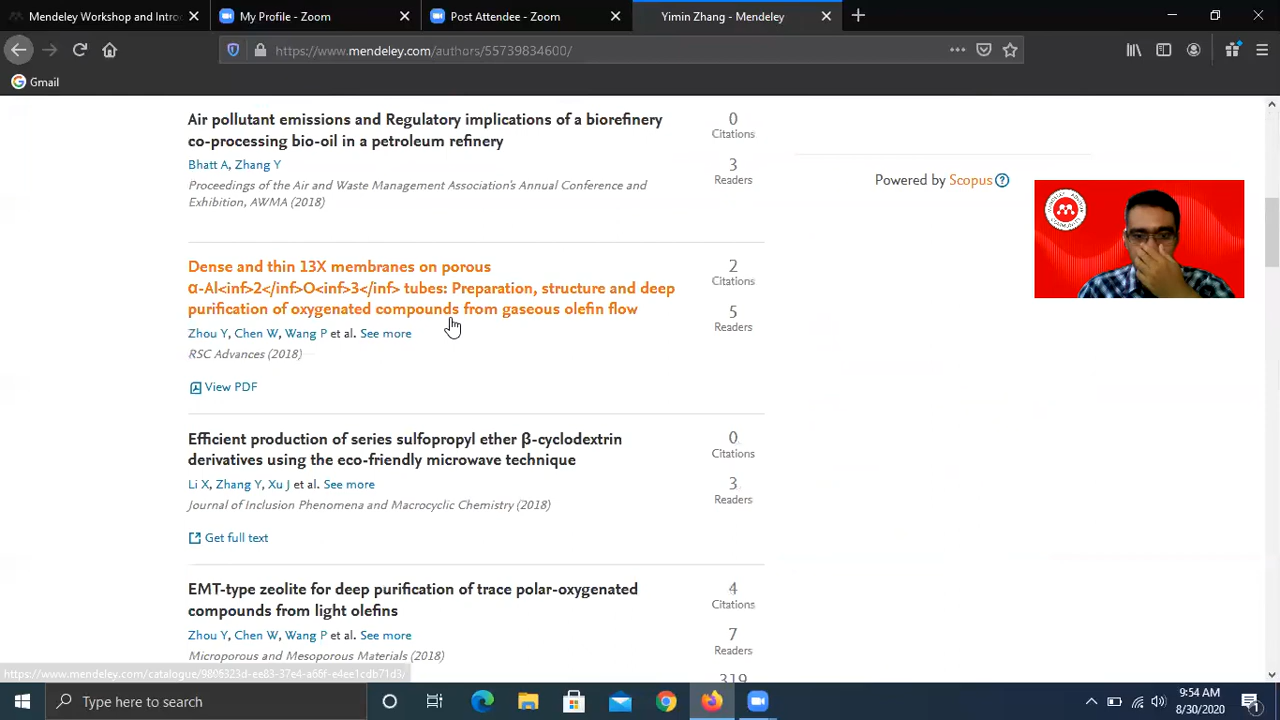 Mendeley Workshop and Intro
My Profile - Zoom
Post Attendee - Zoom
Yimin Zhang - Mendeley
https://www.mendeley.com/authors/55739834600/
Gmail
Air pollutant emissions and Regulatory implications of a biorefinery
co-processing bio-oil in a petroleum refinery
0
Citations
Bhatt A, Zhang Y
3
Readers
Proceedings of the Air and Waste Management Association's Annual Conference and
Exhibition, AWMA (2018)
Powered by Scopus
Dense and thin 13X membranes on porous
α-Al<inf>2</inf>O<inf>3</inf> tubes: Preparation, structure and deep
purification of oxygenated compounds from gaseous olefin flow
2
Citations
5
Readers
Zhou Y, Chen W, Wang P et al. See more
RSC Advances (2018)
View PDF
Efficient production of series sulfopropyl ether β-cyclodextrin
derivatives using the eco-friendly microwave technique
0
Citations
Li X, Zhang Y, Xu J et al. See more
3
Readers
Journal of Inclusion Phenomena and Macrocyclic Chemistry (2018)
Get full text
EMT-type zeolite for deep purification of trace polar-oxygenated
compounds from light olefins
4
Citations
Zhou Y, Chen W, Wang P et al. See more
7
Readers
Microporous and Mesoporous Materials (2018)
319
Type here to search
9:54 AM
8/30/2020